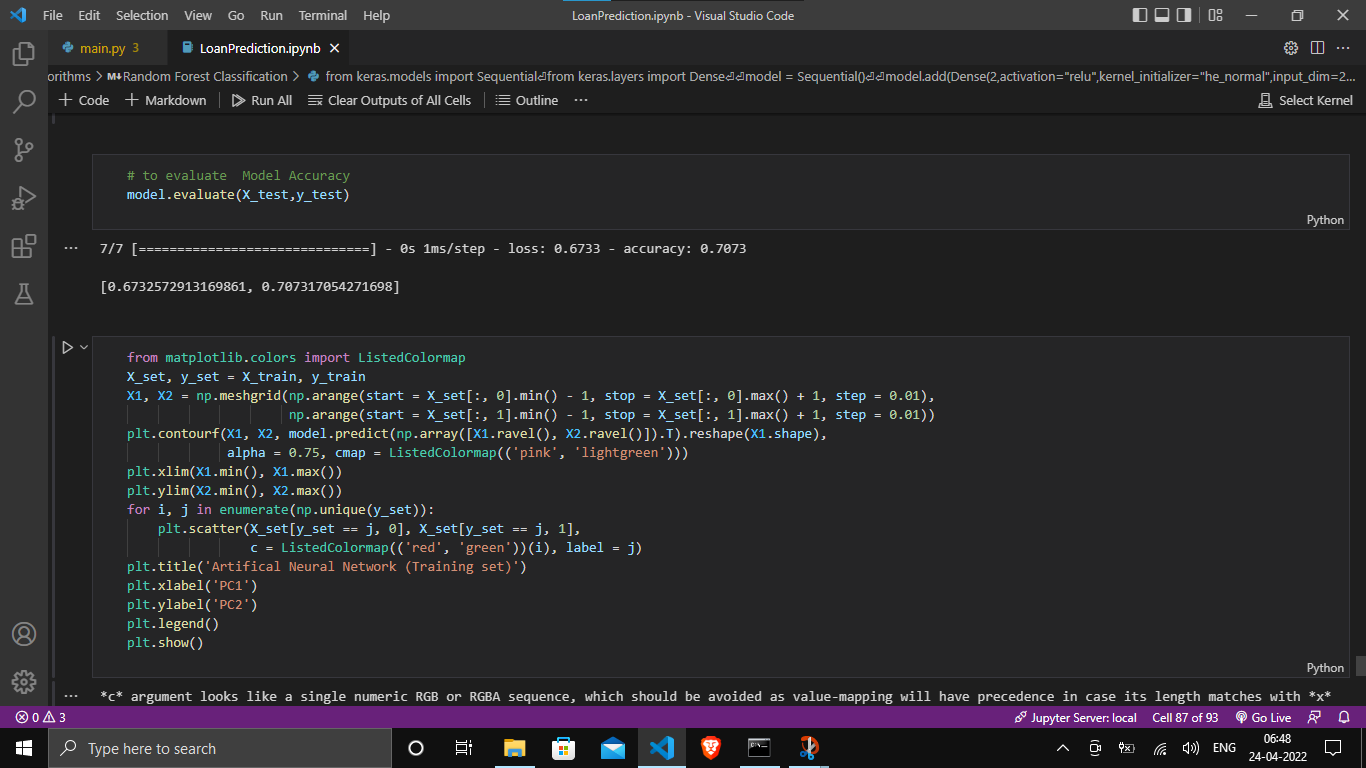 File Edit Selection View Go Run Terminal Help LoanPrediction.ipynb - Visual Studio Code
main.py 3 LoanPrediction.ipynb
orithms > M↓Random Forest Classification > from keras.models import Sequential⏎from keras.layers import Dense⏎⏎model = Sequential()⏎⏎model.add(Dense(2,activation="relu",kernel_initializer="he_normal",input_dim=2...
+ Code + Markdown Run All Clear Outputs of All Cells Outline ... Select Kernel
# to evaluate  Model Accuracy
model.evaluate(X_test,y_test)
Python
7/7 [==============================] - 0s 1ms/step - loss: 0.6733 - accuracy: 0.7073
[0.6732572913169861, 0.707317054271698]
from matplotlib.colors import ListedColormap
X_set, y_set = X_train, y_train
X1, X2 = np.meshgrid(np.arange(start = X_set[:, 0].min() - 1, stop = X_set[:, 0].max() + 1, step = 0.01),
np.arange(start = X_set[:, 1].min() - 1, stop = X_set[:, 1].max() + 1, step = 0.01))
plt.contourf(X1, X2, model.predict(np.array([X1.ravel(), X2.ravel()]).T).reshape(X1.shape),
alpha = 0.75, cmap = ListedColormap(('pink', 'lightgreen')))
plt.xlim(X1.min(), X1.max())
plt.ylim(X2.min(), X2.max())
for i, j in enumerate(np.unique(y_set)):
plt.scatter(X_set[y_set == j, 0], X_set[y_set == j, 1],
c = ListedColormap(('red', 'green'))(i), label = j)
plt.title('Artifical Neural Network (Training set)')
plt.xlabel('PC1')
plt.ylabel('PC2')
plt.legend()
plt.show()
Python
*c* argument looks like a single numeric RGB or RGBA sequence, which should be avoided as value-mapping will have precedence in case its length matches with *x*
0 3 Jupyter Server: local Cell 87 of 93 Go Live
Type here to search ENG 06:48
24-04-2022